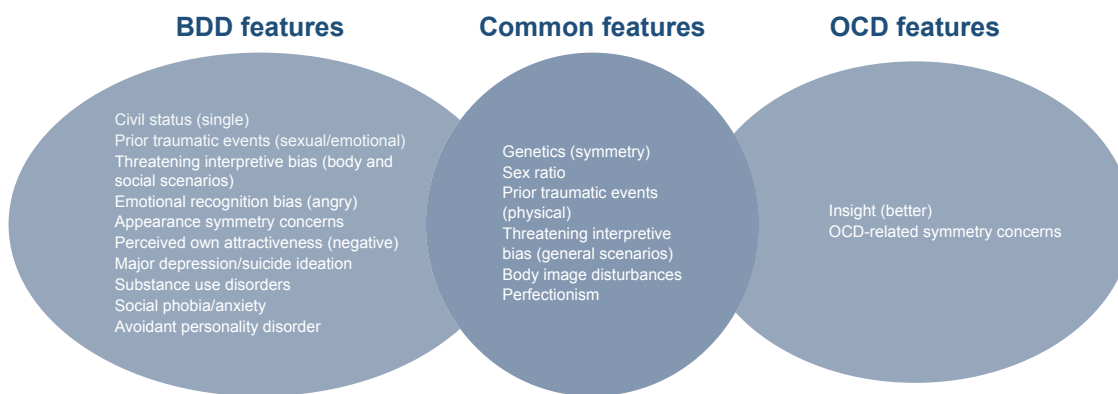 BDD features
Common features
OCD features
Civil status (single)
Prior traumatic events (sexual/emotional)
Threatening interpretive bias (body and
social scenarios)
Emotional recognition bias (angry)
Appearance symmetry concerns
Perceived own attractiveness (negative)
Major depression/suicide ideation
Substance use disorders
Social phobia/anxiety
Avoidant personality disorder
Genetics (symmetry)
Sex ratio
Prior traumatic events
(physical)
Threatening interpretive
bias (general scenarios)
Body image disturbances
Perfectionism
Insight (better)
OCD-related symmetry concerns